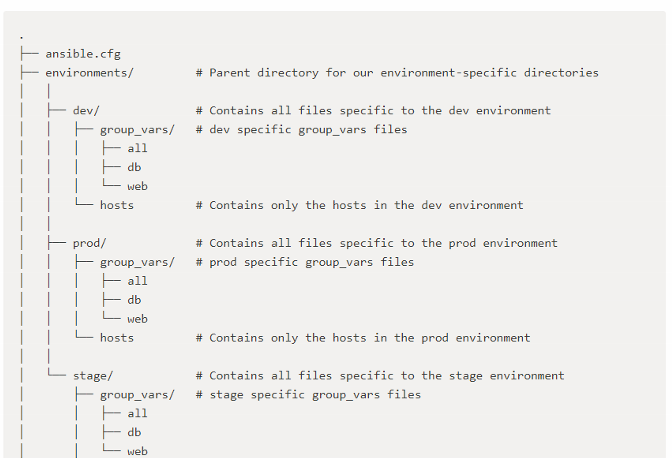 .
├── ansible.cfg
├── environments/         # Parent directory for our environment-specific directories
│   │
│   ├── dev/              # Contains all files specific to the dev environment
│   │   ├── group_vars/   # dev specific group_vars files
│   │   │   ├── all
│   │   │   ├── db
│   │   │   └── web
│   │   └── hosts         # Contains only the hosts in the dev environment
│   │
│   ├── prod/             # Contains all files specific to the prod environment
│   │   ├── group_vars/   # prod specific group_vars files
│   │   │   ├── all
│   │   │   ├── db
│   │   │   └── web
│   │   └── hosts         # Contains only the hosts in the prod environment
│   │
│   └── stage/            # Contains all files specific to the stage environment
│       ├── group_vars/   # stage specific group_vars files
│       │   ├── all
│       │   ├── db
│       │   └── web